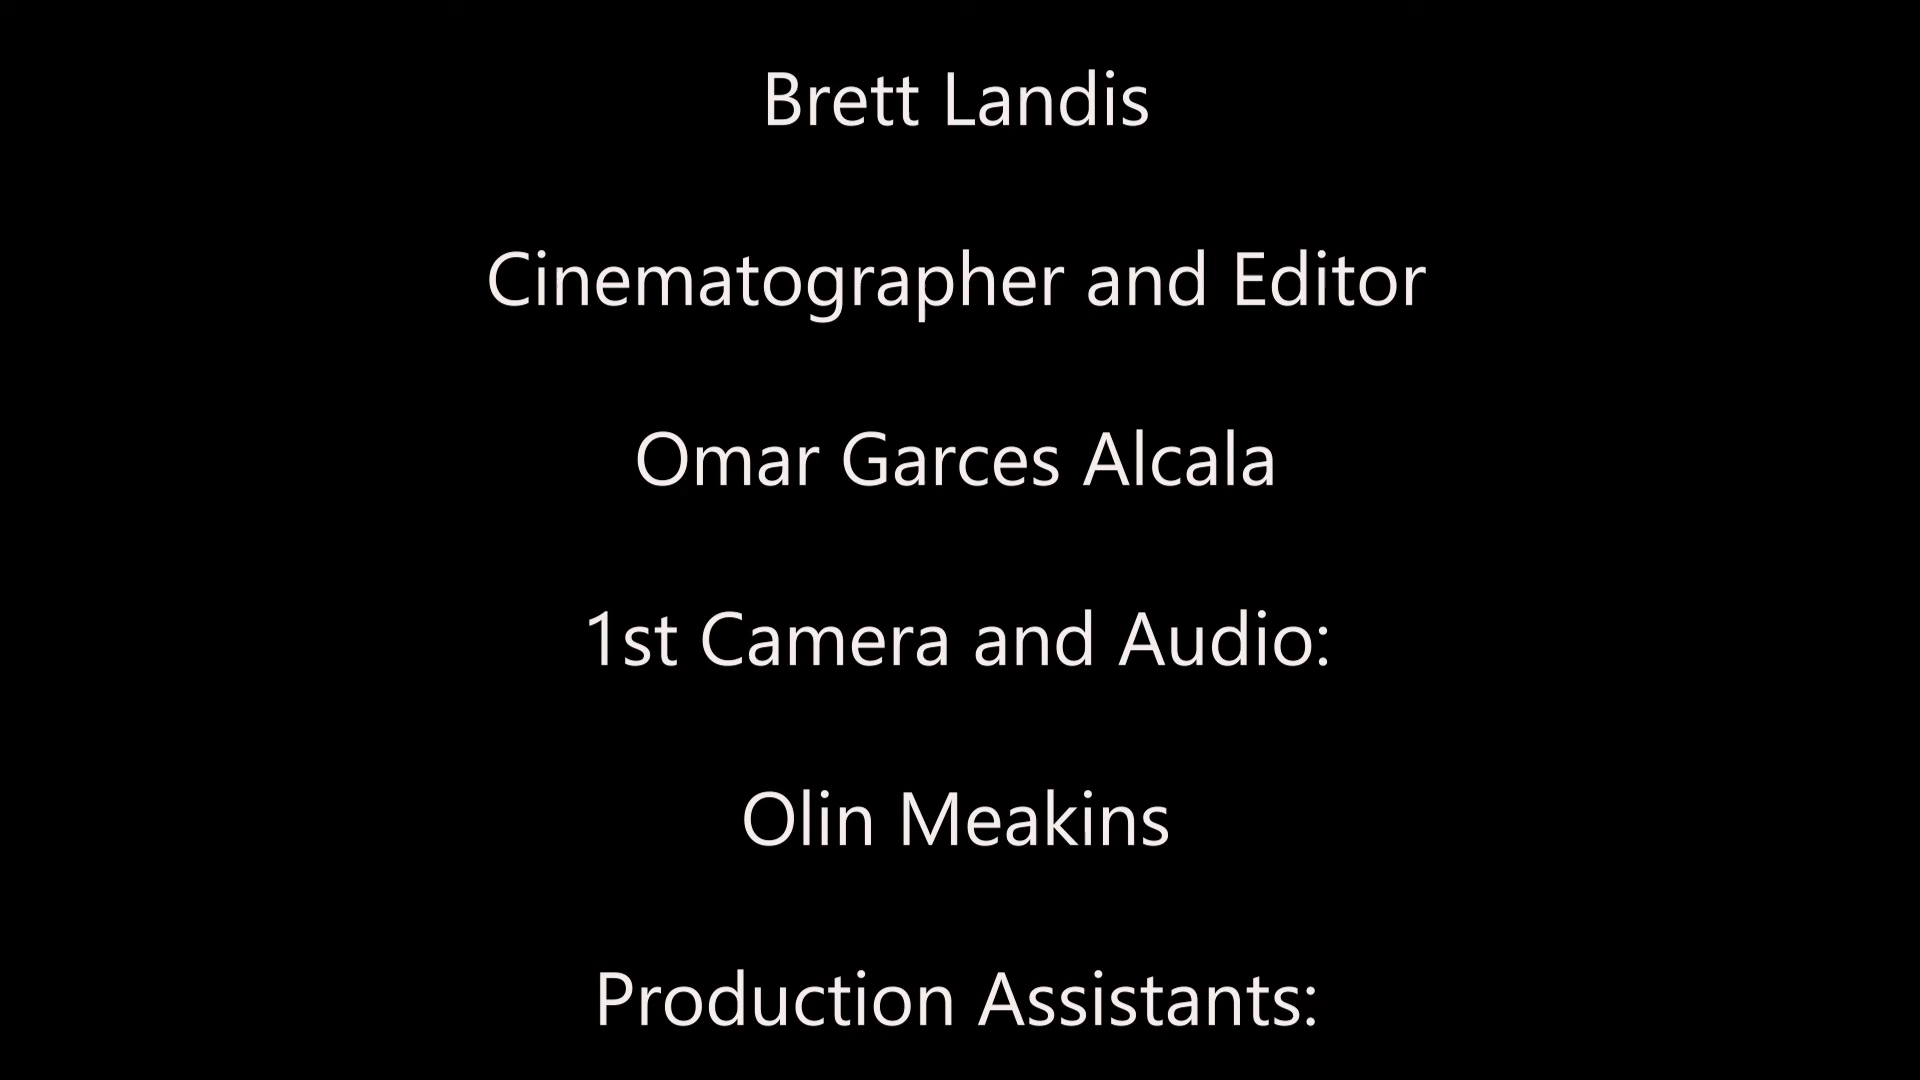 Brett Landis
Cinematographer and Editor
Omar Garces Alcala
1st Camera and Audio:
Olin Meakins
Production Assistants: